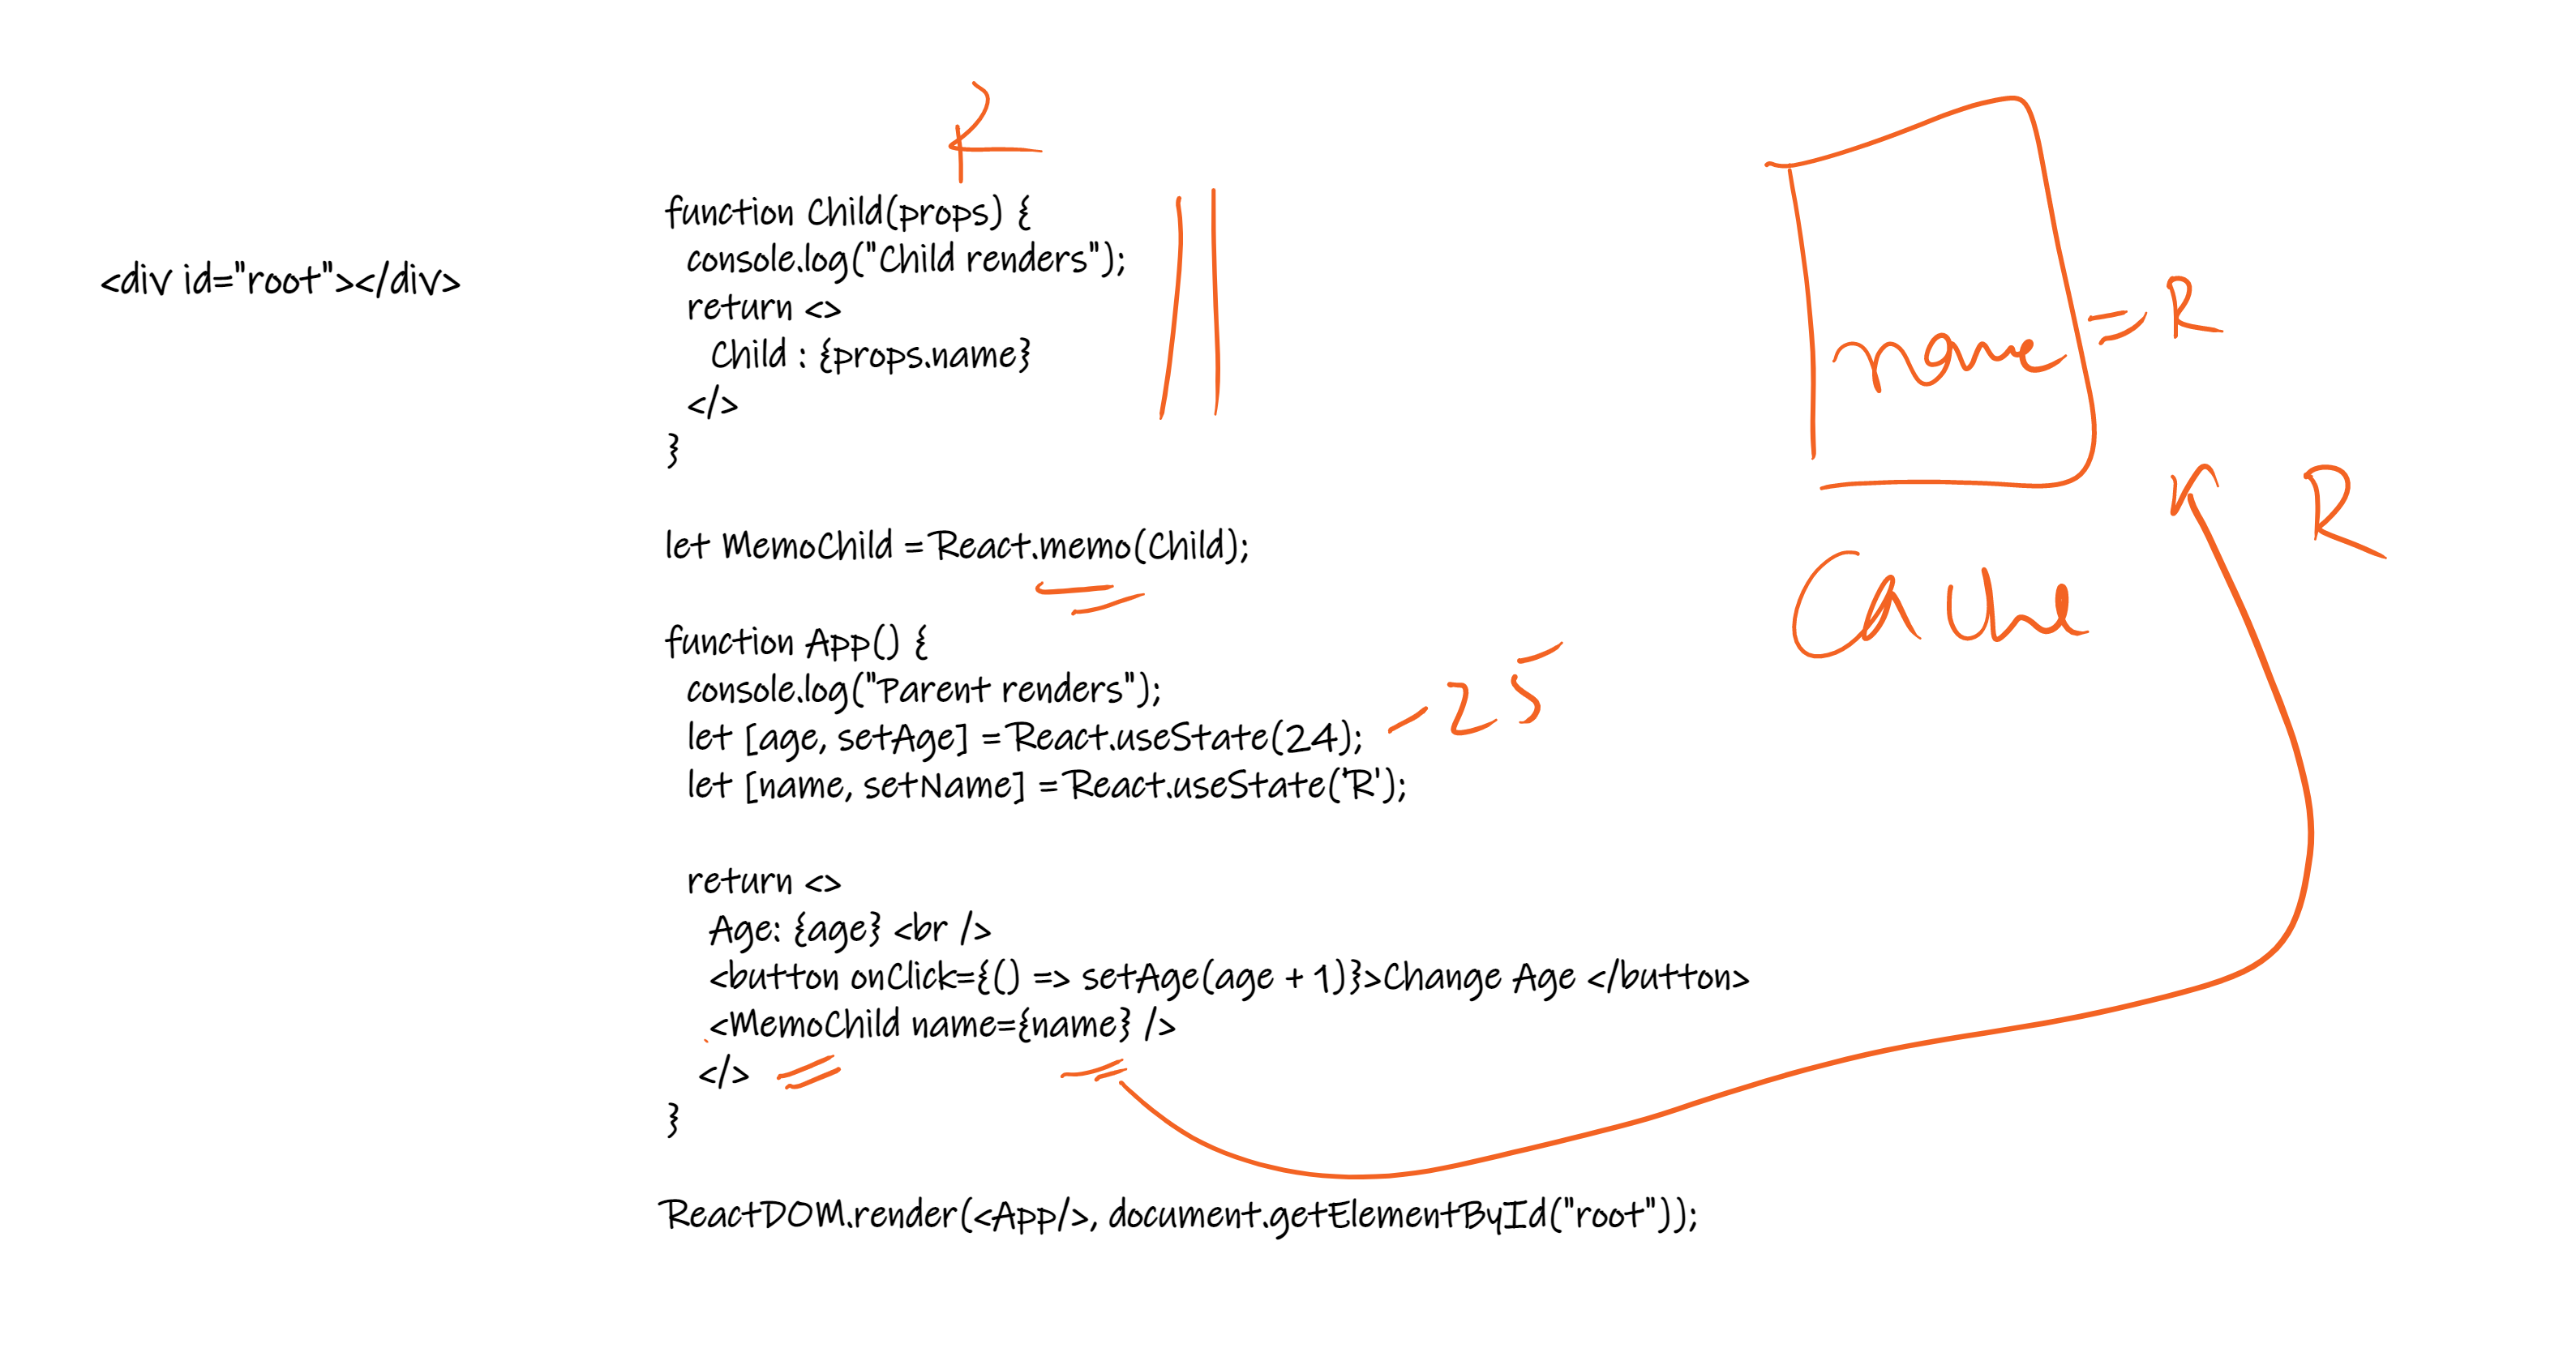 R
<div id="root"></div>
function Child(props) {
console.log("Child renders");
return <>
Child : {props.name}
</>
}
let MemoChild = React.memo(Child);
function App() {
console.log("Parent renders");
let [age, setAge] = React.useState(24);
- 25
let [name, setName] = React.useState('R');
return <>
Age: {age} <br />
<button onClick={() => setAge(age + 1)}>Change Age </button>
<MemoChild name={name} />
</>
}
ReactDOM.render(<App/>, document.getElementById("root"));
name = R
R
Cache